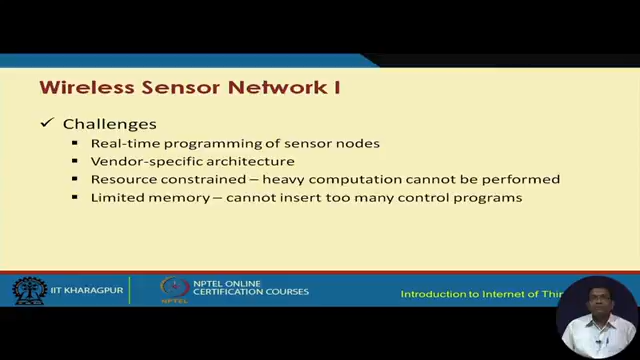 Wireless Sensor Network I
✓ Challenges
▪ Real-time programming of sensor nodes
▪ Vendor-specific architecture
▪ Resource constrained – heavy computation cannot be performed
▪ Limited memory – cannot insert too many control programs
IIT KHARAGPUR
NPTEL ONLINE
CERTIFICATION COURSES
NPTEL
Introduction to Internet of Thin